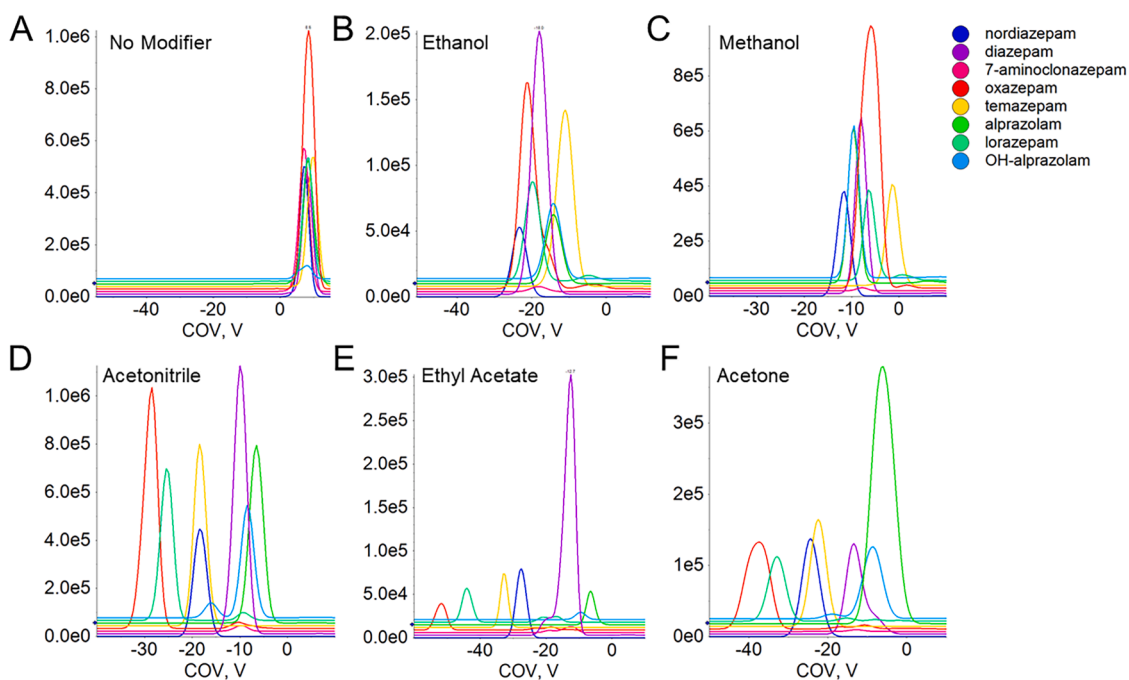 A
No Modifier
1.0e6
8.0e5
6.0e5
4.0e5
2.0e5
0.0e0
-40
-20
0
COV, V
B
Ethanol
2.0e5
1.5e5
1.0e5
5.0e4
0.0e0
-40
-20
0
COV, V
C
Methanol
8e5
6e5
4e5
2e5
0e0
-30
-20
-10
0
COV, V
nordiazepam
diazepam
7-aminoclonazepam
oxazepam
temazepam
alprazolam
lorazepam
OH-alprazolam
D
Acetonitrile
1.0e6
8.0e5
6.0e5
4.0e5
2.0e5
0.0e0
-30
-20
-10
0
COV, V
E
Ethyl Acetate
-12.7
3.0e5
2.5e5
2.0e5
1.5e5
1.0e5
5.0e4
0.0e0
-40
-20
0
COV, V
F
Acetone
3e5
2e5
1e5
0e0
-40
-20
0
COV, V